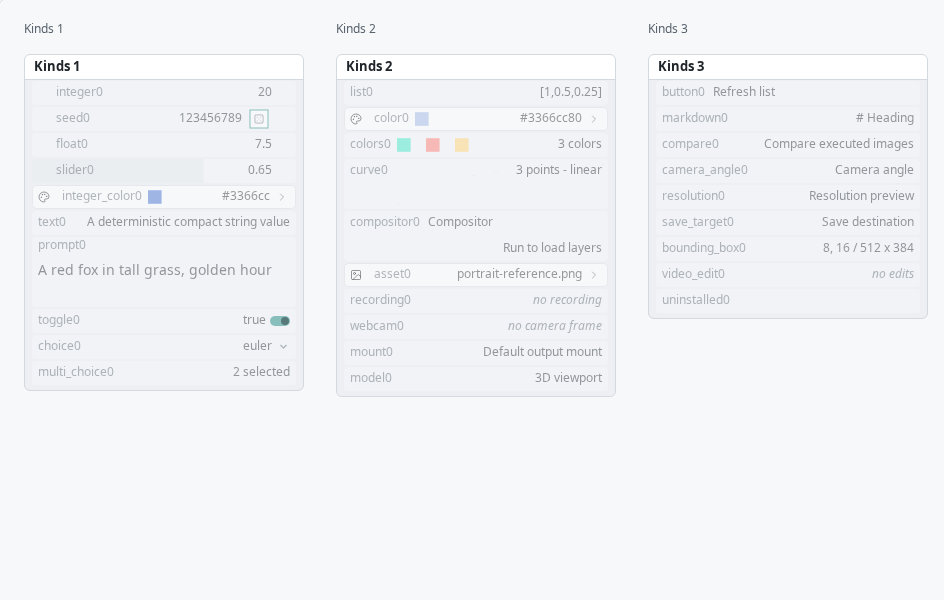 Kinds 1
Kinds 1
integer0 20
seed0 123456789
float0 7.5
slider0 0.65
integer_color0 #3366cc
text0 A deterministic compact string value
prompt0
A red fox in tall grass, golden hour
toggle0 true
choice0 euler
multi_choice0 2 selected
Kinds 2
Kinds 2
list0 [1,0.5,0.25]
color0 #3366cc80
colors0 3 colors
curve0 3 points - linear
compositor0 Compositor
Run to load layers
asset0 portrait-reference.png
recording0 no recording
webcam0 no camera frame
mount0 Default output mount
model0 3D viewport
Kinds 3
Kinds 3
button0 Refresh list
markdown0 # Heading
compare0 Compare executed images
camera_angle0 Camera angle
resolution0 Resolution preview
save_target0 Save destination
bounding_box0 8, 16 / 512 x 384
video_edit0 no edits
uninstalled0